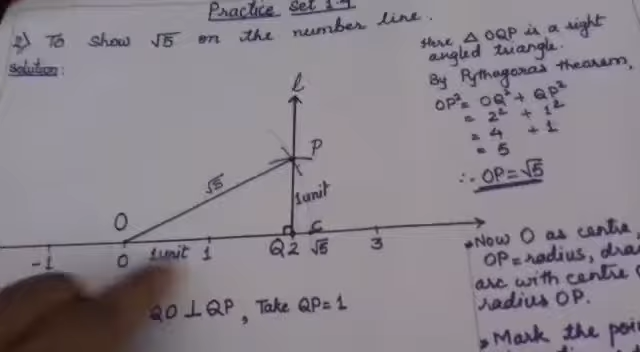 Practice Set 1.4
2) To show √5 on the number line.
Solution:
Here △ OQP is a right
angled triangle.
By Pythagoras theorem,
OP² = OQ² + QP²
= 2² + 1²
= 4 + 1
= 5
∴ OP = √5
l
P
√5
1unit
O
C
-1 0 1unit 1 Q 2 √5 3
QO ⊥ QP, Take QP = 1
• Now O as centre,
OP = radius, dra
arc with centre
radius OP.
• Mark the poi